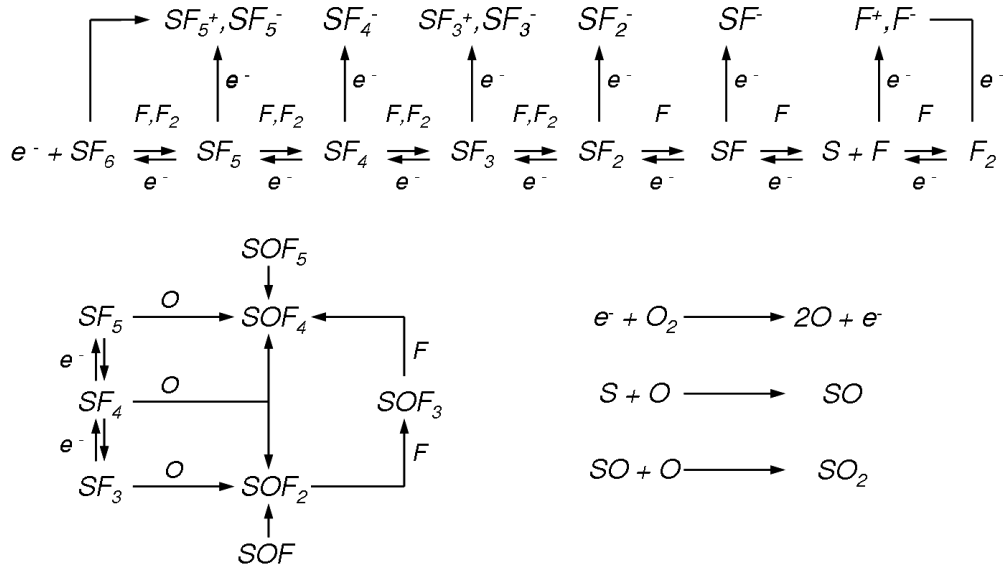 SF₅⁺,SF₅⁻ SF₄⁻ SF₃⁺,SF₃⁻ SF₂⁻ SF⁻ F⁺,F⁻
e⁻ e⁻ e⁻ e⁻ e⁻ e⁻ e⁻
F,F₂ F,F₂ F,F₂ F,F₂ F F F
e⁻ + SF₆ ⇌ SF₅ ⇌ SF₄ ⇌ SF₃ ⇌ SF₂ ⇌ SF ⇌ S + F ⇌ F₂
e⁻ e⁻ e⁻ e⁻ e⁻ e⁻ e⁻
SOF₅
O
SF₅ SOF₄
e⁻ F
O
SF₄ SOF₃
e⁻ F
O
SF₃ SOF₂
SOF
e⁻ + O₂ → 2O + e⁻
S + O → SO
SO + O → SO₂